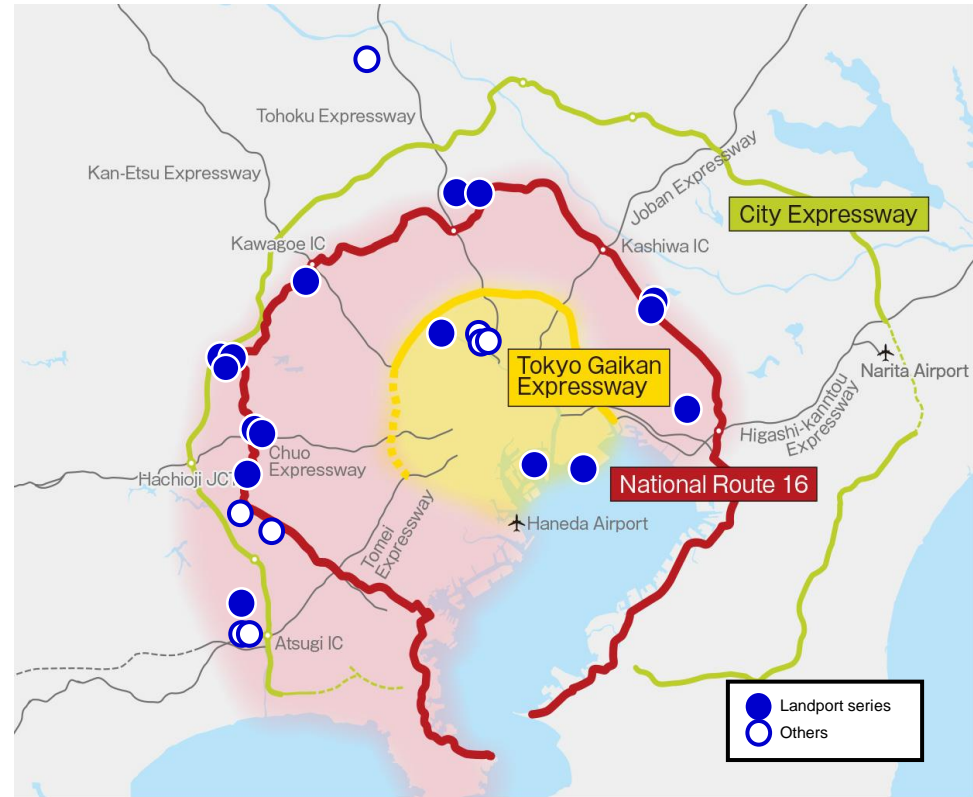 Tohoku Expressway
Kan-Etsu Expressway
Joban Expressway
City Expressway
Kawagoe IC
Kashiwa IC
Tokyo Gaikan
Expressway
Narita Airport
Higashi-kanntou
Expressway
Chuo
Expressway
Hachioji JCT
National Route 16
Haneda Airport
Tomei
Expressway
Atsugi IC
Landport series
Others